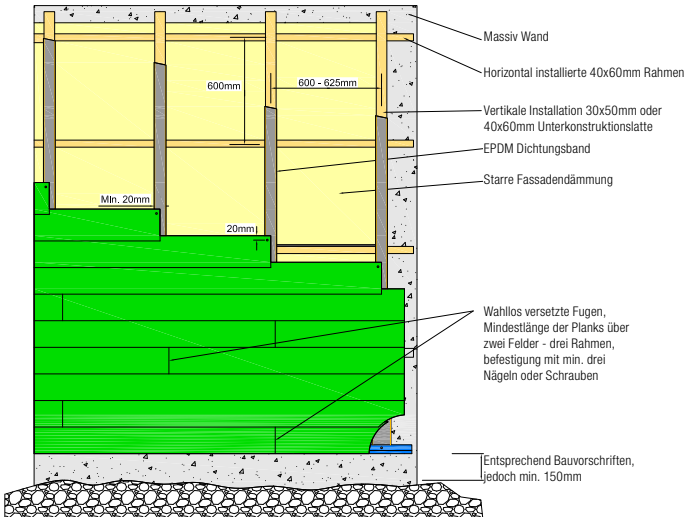 Massiv Wand
Horizontal installierte 40x60mm Rahmen
600mm
600 - 625mm
Vertikale Installation 30x50mm oder
40x60mm Unterkonstruktionslatte
EPDM Dichtungsband
Starre Fassadendämmung
MIn. 20mm
20mm
Wahllos versetzte Fugen,
Mindestlänge der Planks über
zwei Felder - drei Rahmen,
befestigung mit min. drei
Nägeln oder Schrauben
Entsprechend Bauvorschriften,
jedoch min. 150mm